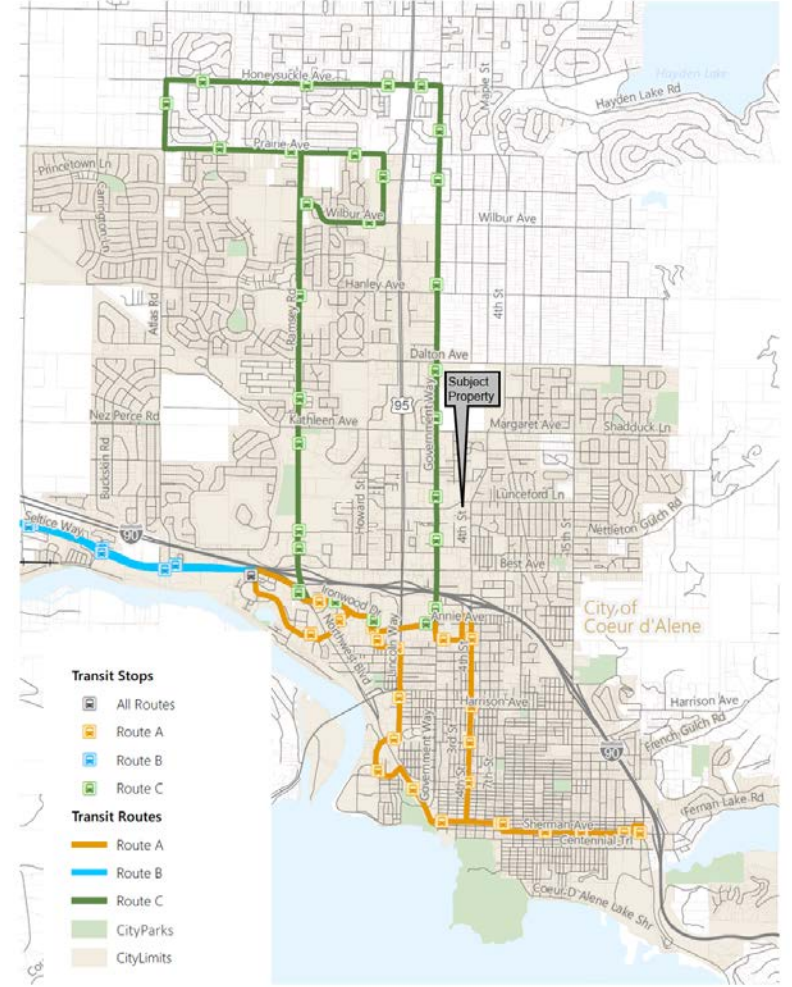 Honeysuckle Ave
Maple St
Hayden Lake
Hayden Lake Rd
Prairie Ave
Princetown Ln
Carrington Ln
Wilbur Ave
Wilbur Ave
Hanley Ave
4th St
Ramsey Rd
Atlas Rd
Dalton Ave
Subject
Property
95
Nez Perce Rd
Kathleen Ave
Government Way
Margaret Ave
Shadduck Ln
Buckskin Rd
Howard St
Lunceford Ln
4th St
15th St
Nettleton Gulch Rd
Seltice Way
90
Best Ave
Ironwood Dr
Annie Ave
City of
Coeur d'Alene
Northwest Blvd
Lincoln Way
4th St
Harrison Ave
Harrison Ave
French Gulch Rd
Government Way
3rd St
4th St
7th St
90
Fernan Lake Rd
Sherman Ave
Centennial Trl
Coeur D'Alene Lake Shr
Transit Stops
All Routes
Route A
Route B
Route C
Transit Routes
Route A
Route B
Route C
CityParks
CityLimits